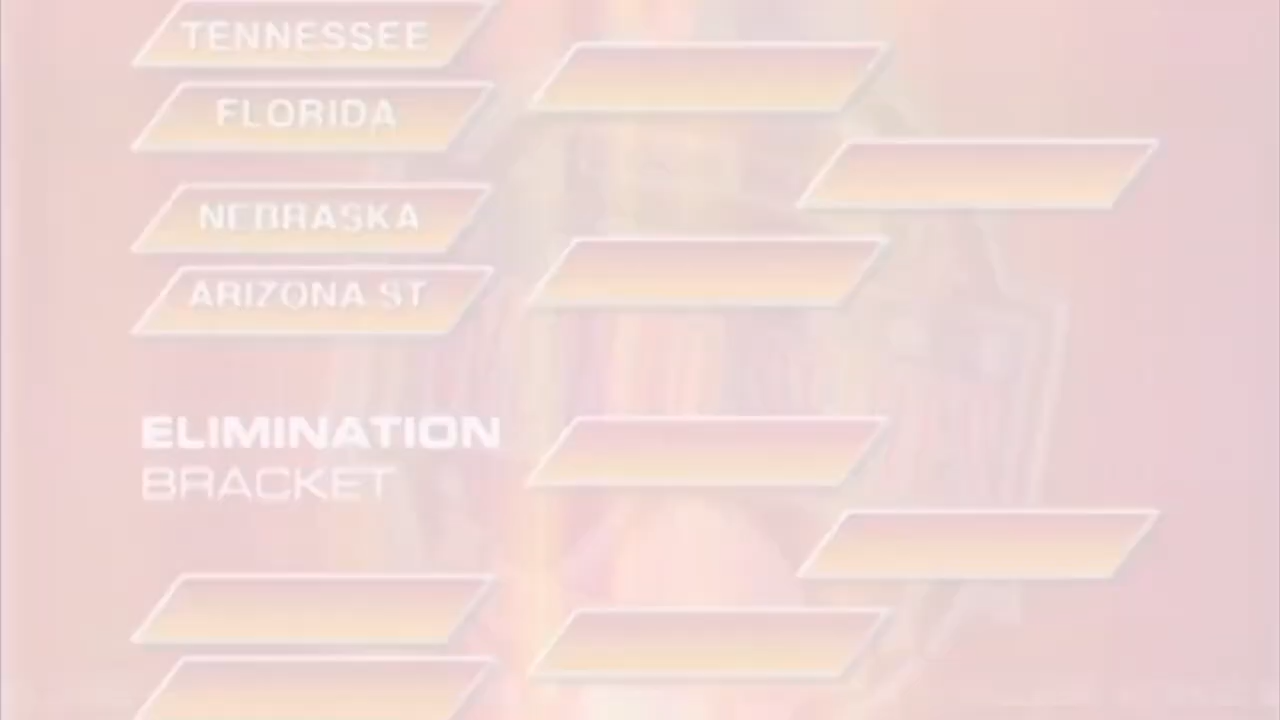 TENNESSEE
FLORIDA
NEBRASKA
ARIZONA ST
ELIMINATION
BRACKET